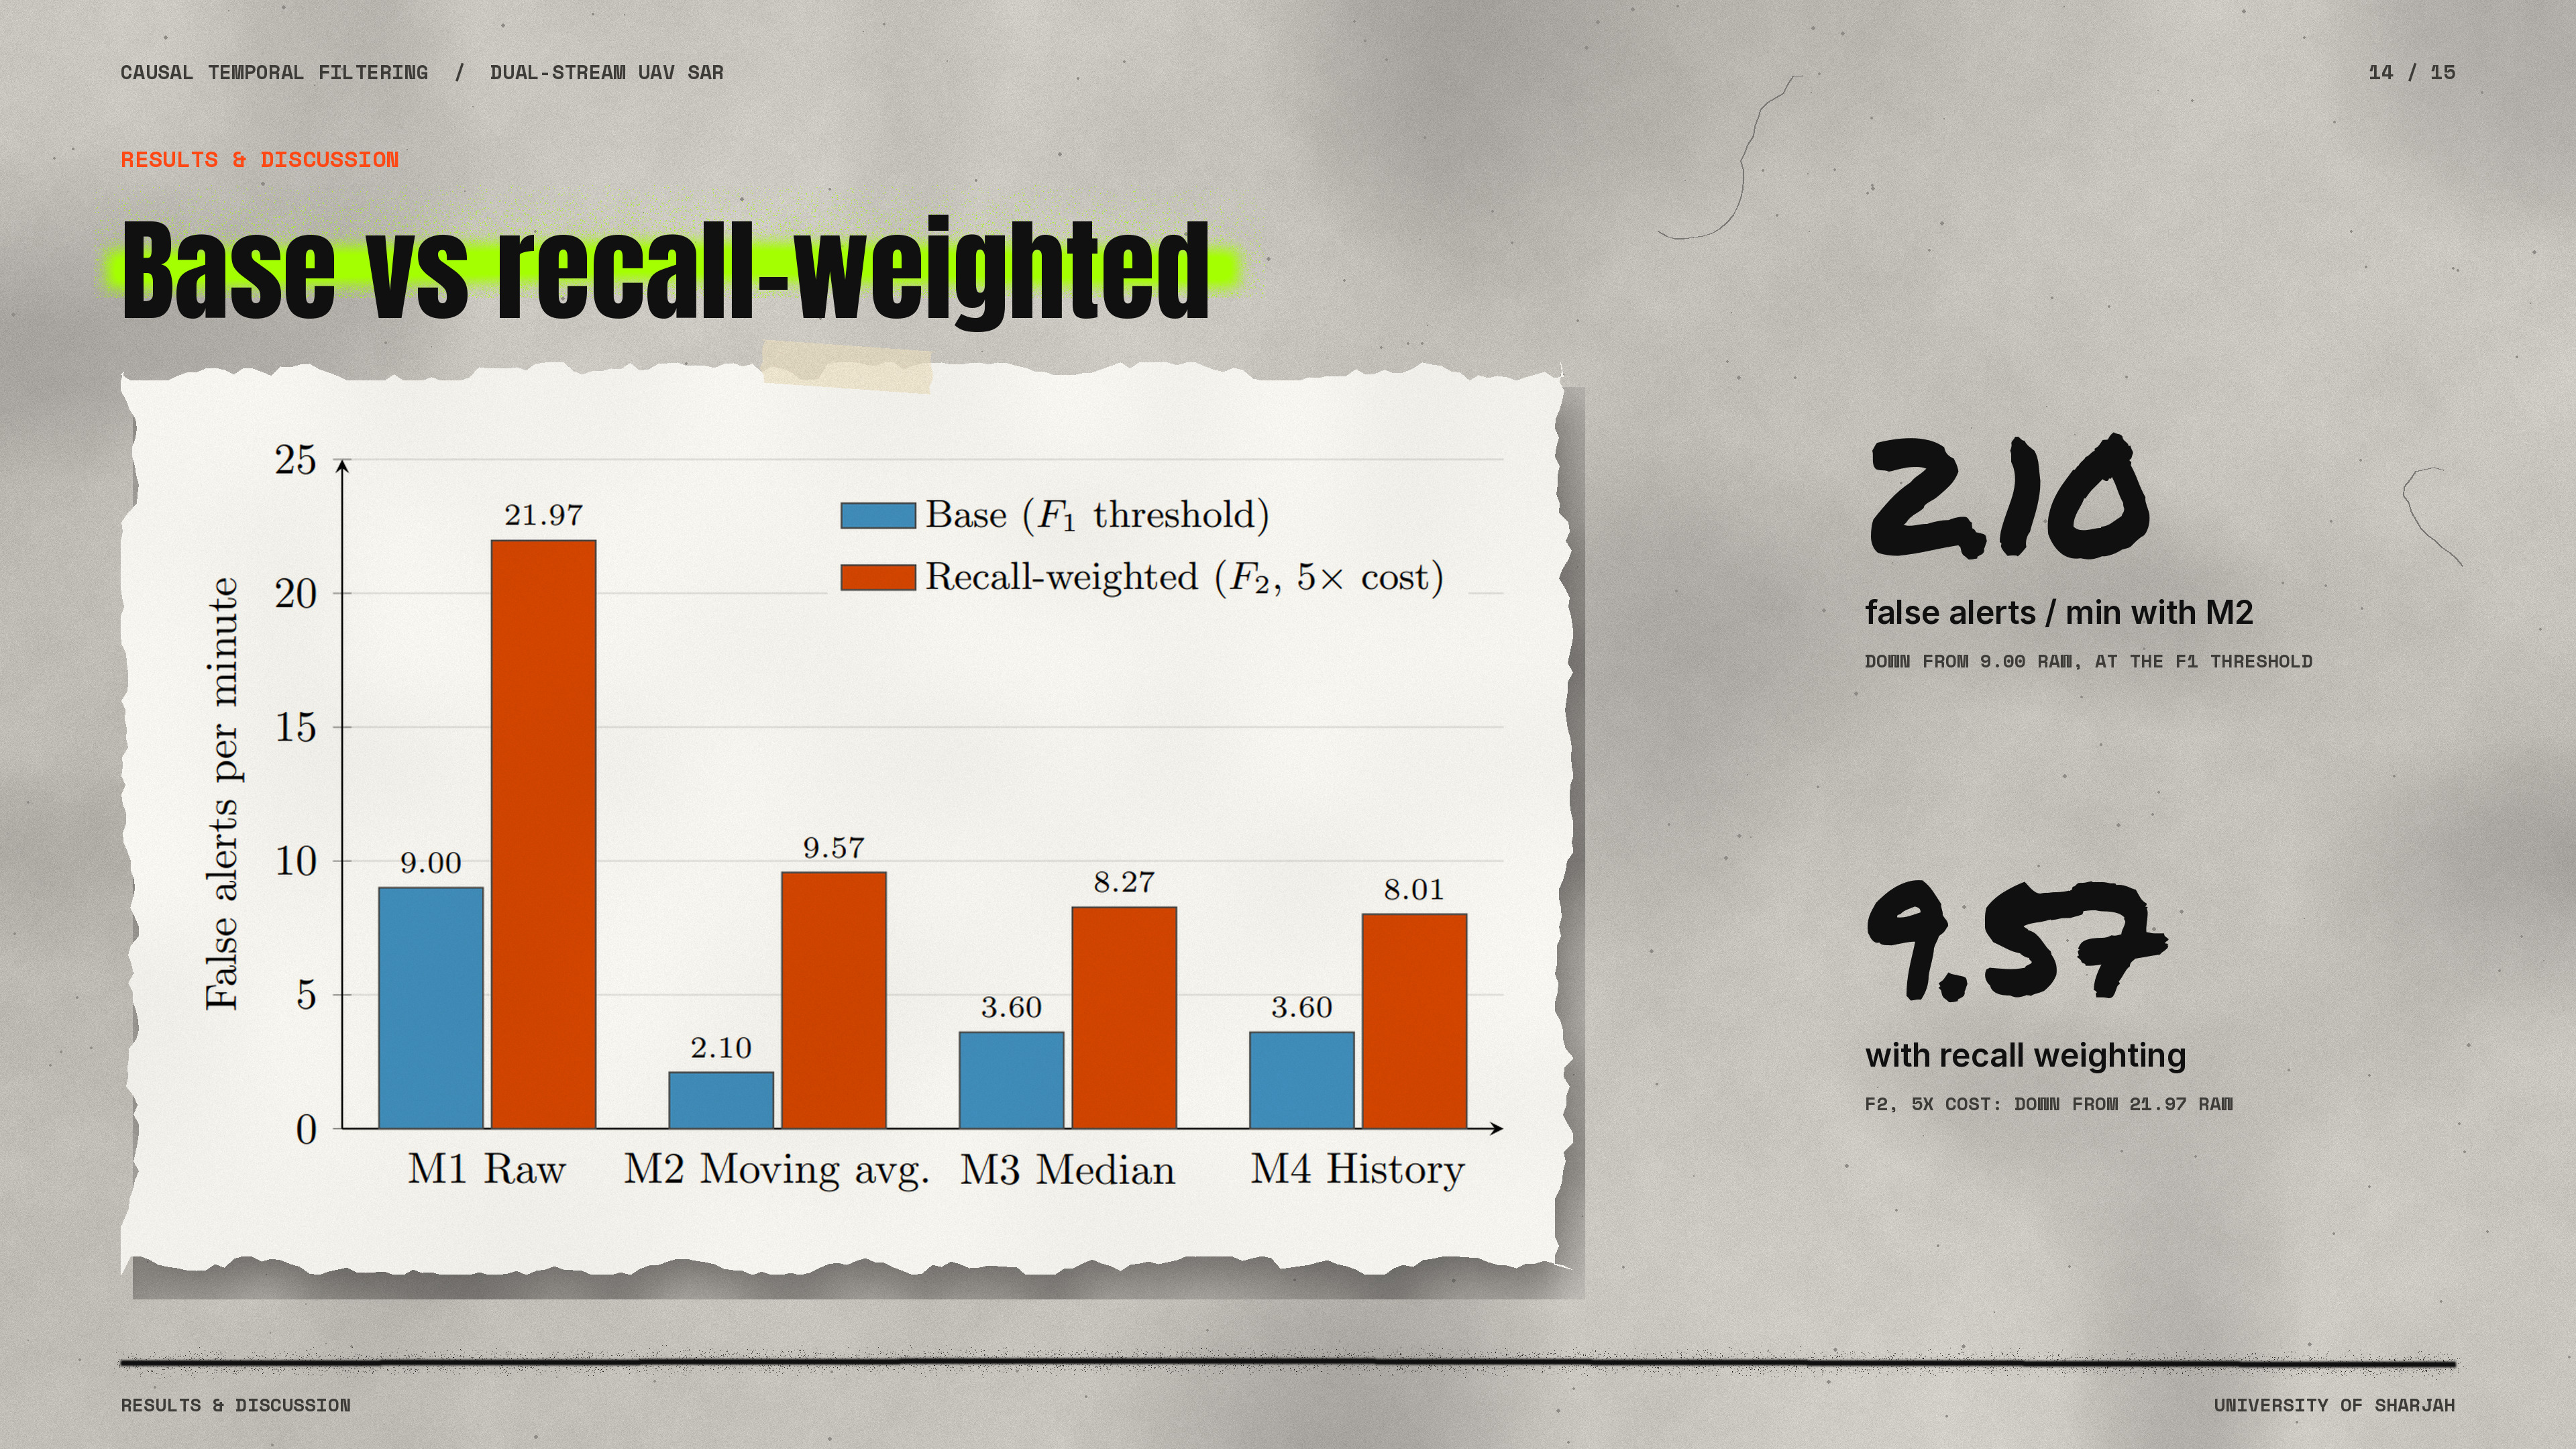 CAUSAL TEMPORAL FILTERING / DUAL-STREAM UAV SAR
14 / 15
RESULTS & DISCUSSION
Base vs recall-weighted
False alerts per minute
25
20
15
10
5
0
Base (F₁ threshold)
Recall-weighted (F₂, 5× cost)
9.00
21.97
2.10
9.57
3.60
8.27
3.60
8.01
M1 Raw
M2 Moving avg.
M3 Median
M4 History
2.10
false alerts / min with M2
DOWN FROM 9.00 RAW, AT THE F1 THRESHOLD
9.57
with recall weighting
F2, 5X COST: DOWN FROM 21.97 RAW
RESULTS & DISCUSSION
UNIVERSITY OF SHARJAH